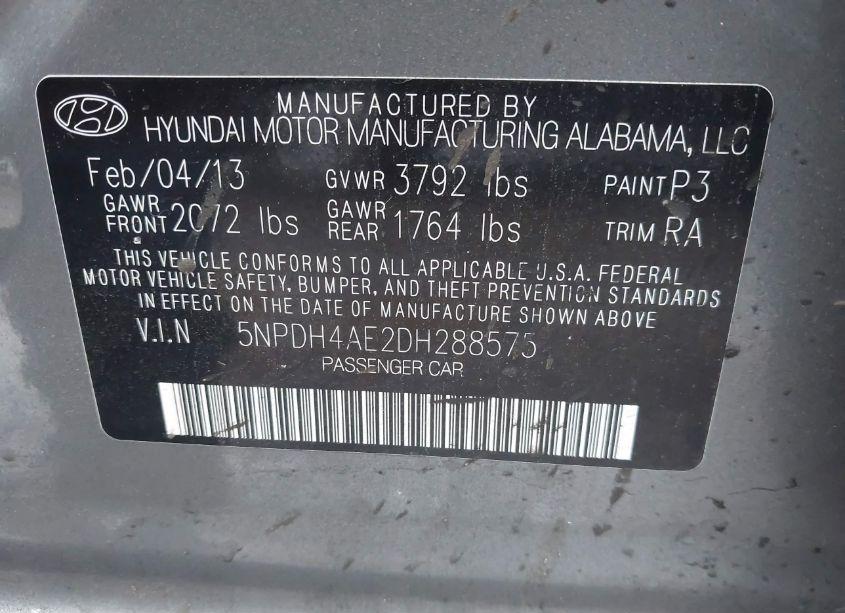 MANUFACTURED BY
HYUNDAI MOTOR MANUFACTURING ALABAMA, LLC
Feb/04/13 GVWR 3792 lbs PAINT P3
GAWR FRONT 2072 lbs GAWR REAR 1764 lbs TRIM RA
THIS VEHICLE CONFORMS TO ALL APPLICABLE U.S.A. FEDERAL
MOTOR VEHICLE SAFETY, BUMPER, AND THEFT PREVENTION STANDARDS
IN EFFECT ON THE DATE OF MANUFACTURE SHOWN ABOVE
V.I.N 5NPDH4AE2DH288575
PASSENGER CAR